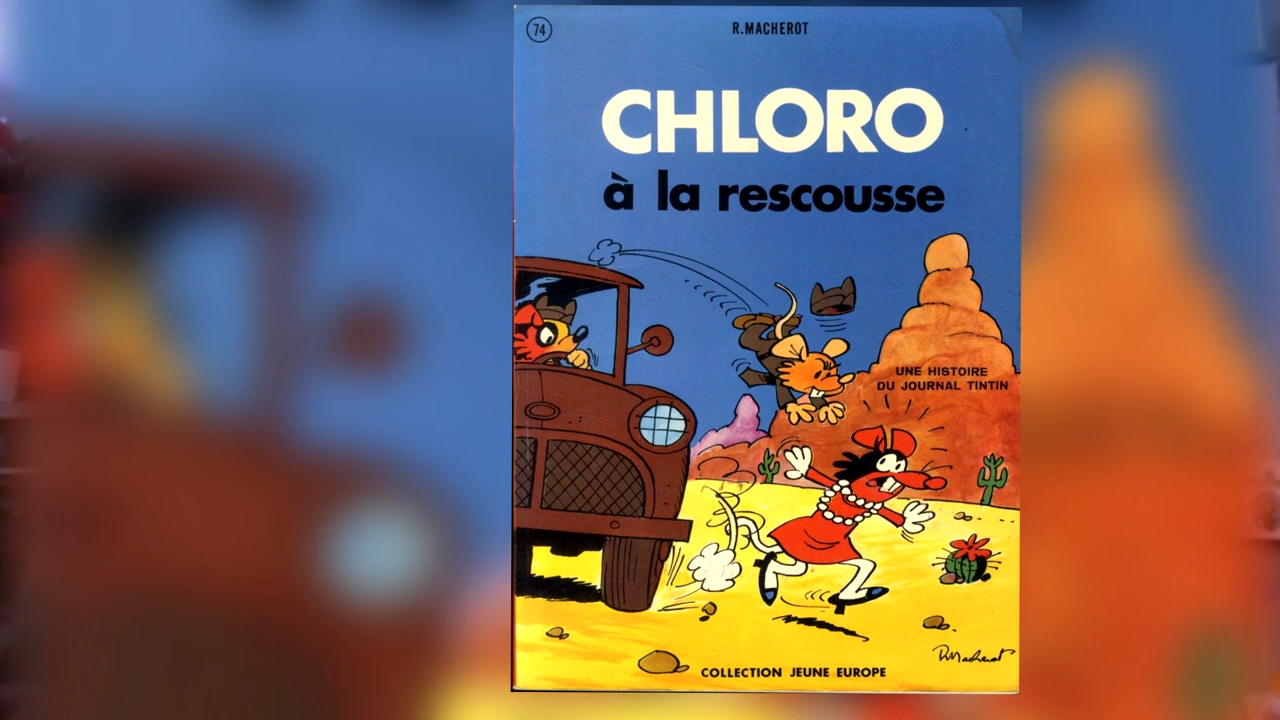 74
R.MACHEROT
CHLORO
à la rescousse
UNE HISTOIRE
DU JOURNAL TINTIN
R.Macherot
COLLECTION JEUNE EUROPE